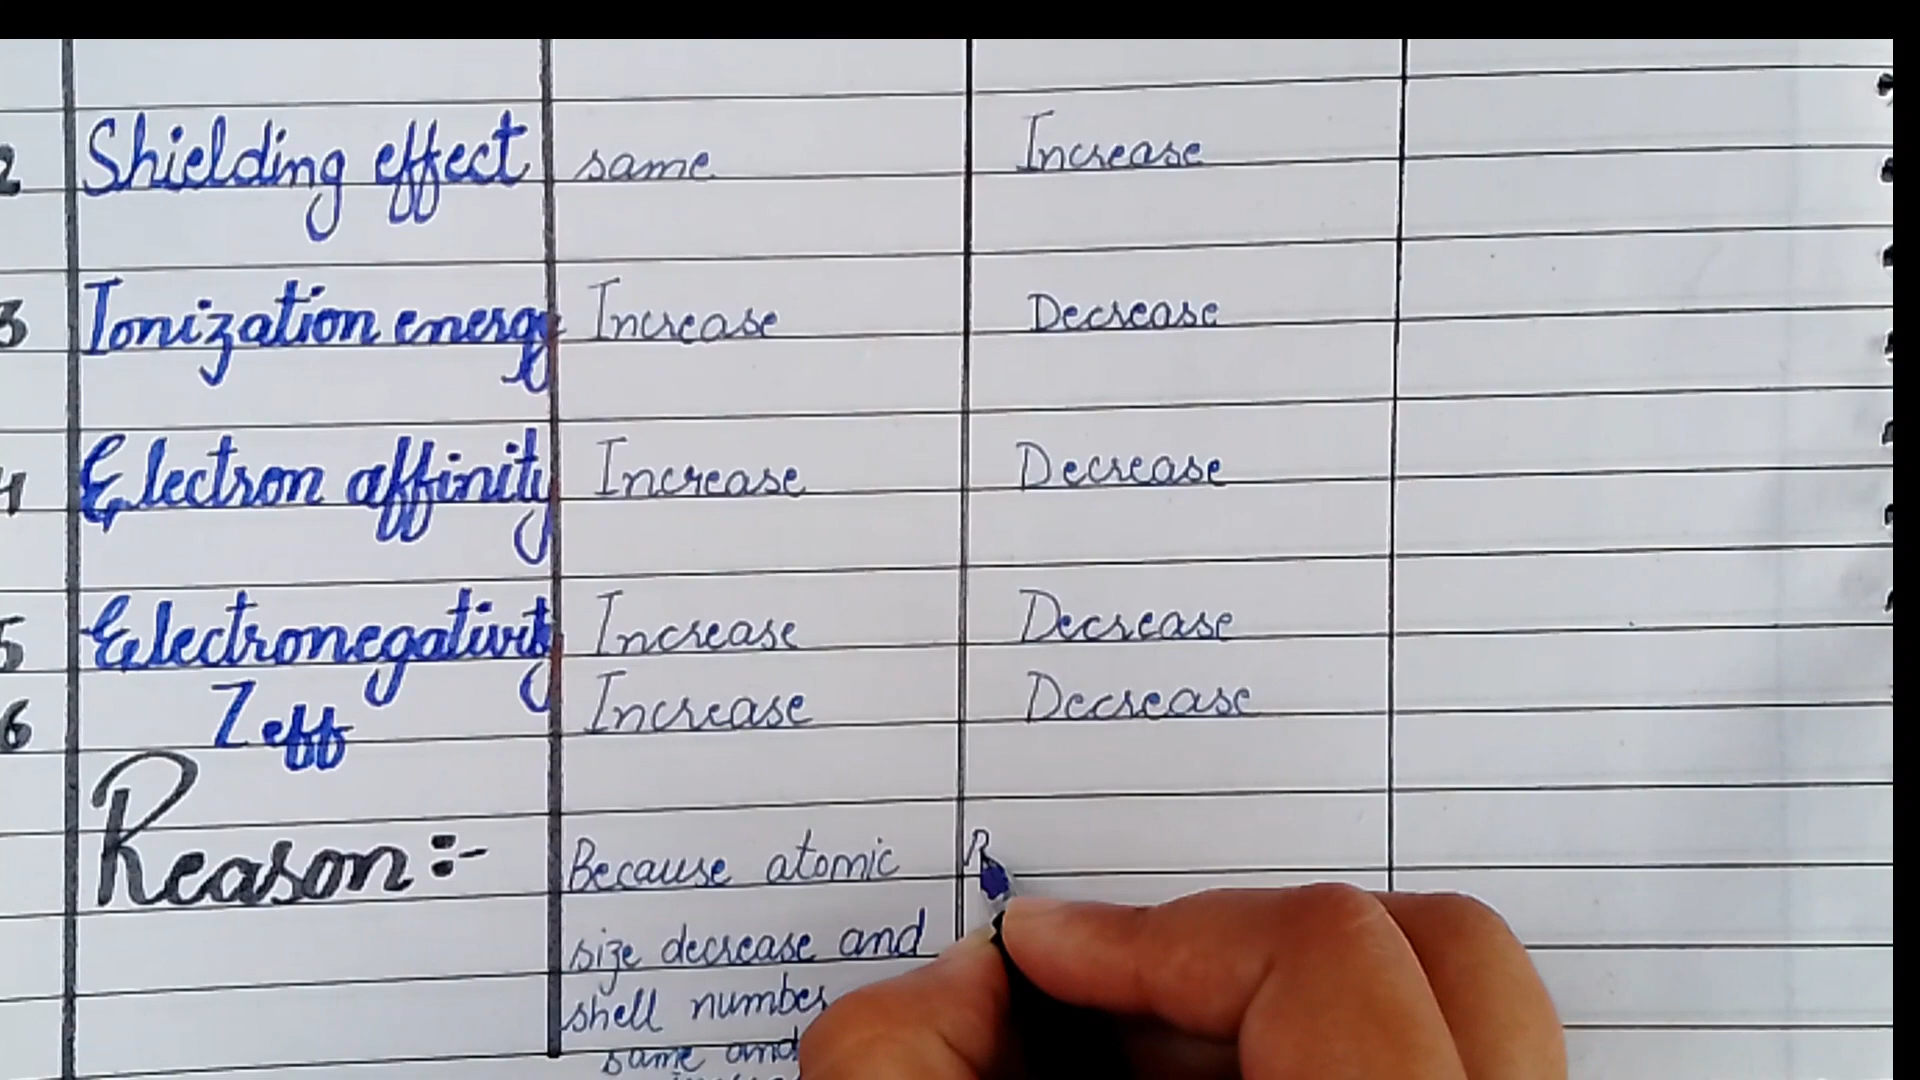 2 Shielding effect same Increase
3 Ionization energy Increase Decrease
4 Electron affinity Increase Decrease
5 Electronegativity Increase Decrease
6 Zeff Increase Decrease
Reason:- Because atomic
size decrease and
shell number
same and